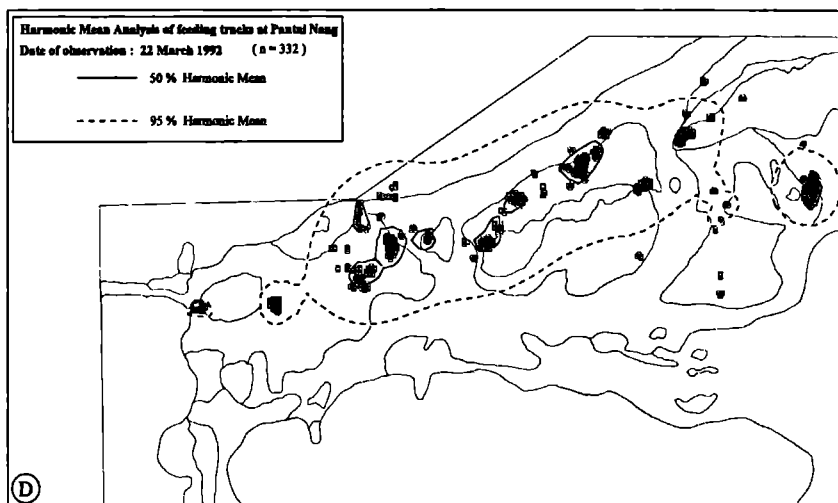 Harmonic Mean Analysis of feeding tracks at Pantai Nang
Date of observation : 22 March 1992 ( n = 332 )
50 % Harmonic Mean
95 % Harmonic Mean
D